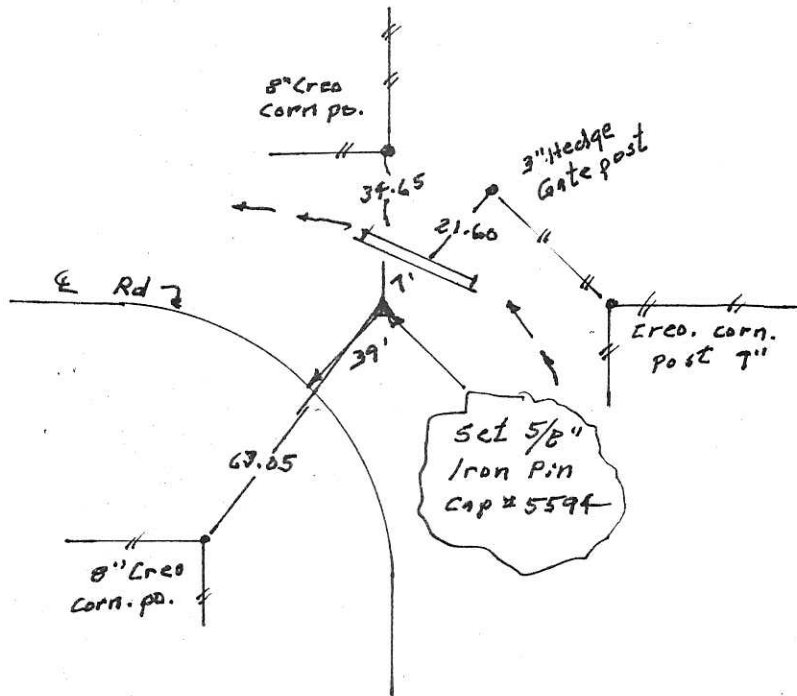 8" Creo
Corn po.
3" Hedge
Gate post
34.65
21.60
℄ Rd
7'
39'
Creo. corn.
post 7"
Set 5/8"
Iron Pin
Cap # 5594
63.05
8" Creo
Corn. po.